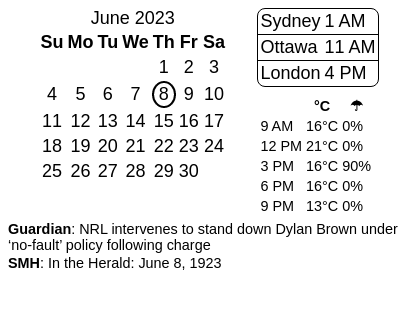 June 2023
Su Mo Tu We Th Fr Sa
1 2 3
4 5 6 7 8 9 10
11 12 13 14 15 16 17
18 19 20 21 22 23 24
25 26 27 28 29 30
Sydney 1 AM
Ottawa 11 AM
London 4 PM
°C ☂
9 AM 16°C 0%
12 PM 21°C 0%
3 PM 16°C 90%
6 PM 16°C 0%
9 PM 13°C 0%
Guardian: NRL intervenes to stand down Dylan Brown under
‘no-fault’ policy following charge
SMH: In the Herald: June 8, 1923